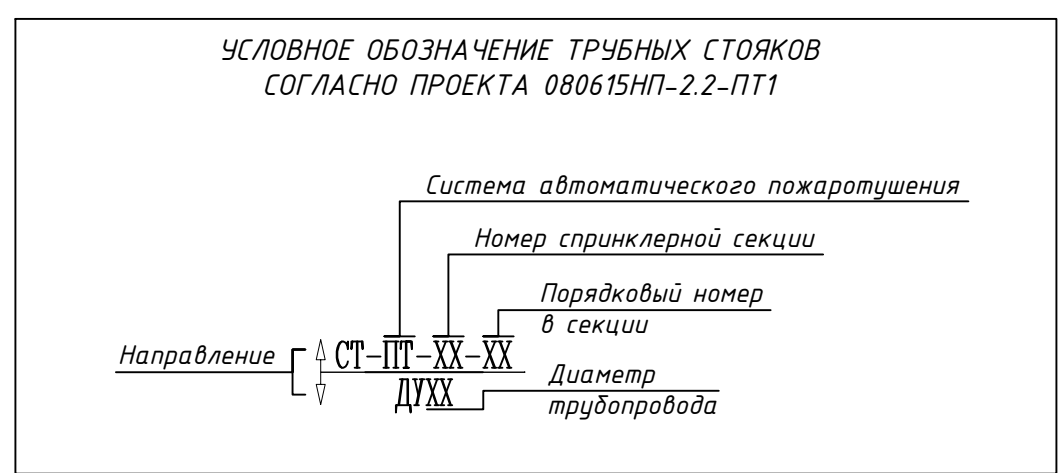 УСЛОВНОЕ ОБОЗНАЧЕНИЕ ТРУБНЫХ СТОЯКОВ
СОГЛАСНО ПРОЕКТА 080615НП-2.2-ПТ1
Система автоматического пожаротушения
Номер спринклерной секции
Порядковый номер
в секции
Направление
СТ-ПТ-ХХ-ХХ
ДУХХ
Диаметр
трубопровода